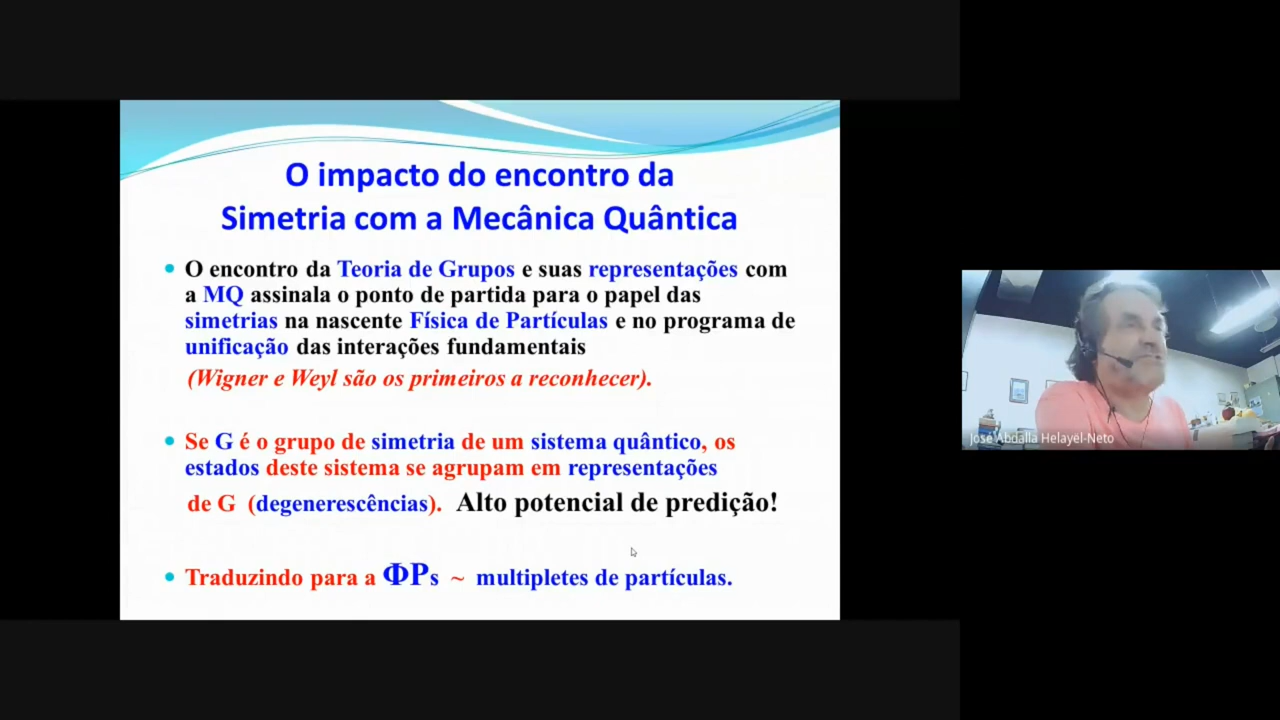 O impacto do encontro da
Simetria com a Mecânica Quântica
O encontro da Teoria de Grupos e suas representações com
a MQ assinala o ponto de partida para o papel das
simetrias na nascente Física de Partículas e no programa de
unificação das interações fundamentais
(Wigner e Weyl são os primeiros a reconhecer).
Se G é o grupo de simetria de um sistema quântico, os
estados deste sistema se agrupam em representações
de G (degenerescências). Alto potencial de predição!
Traduzindo para a ΦPs ~ multipletes de partículas.
José Abdalla Helayel-Neto